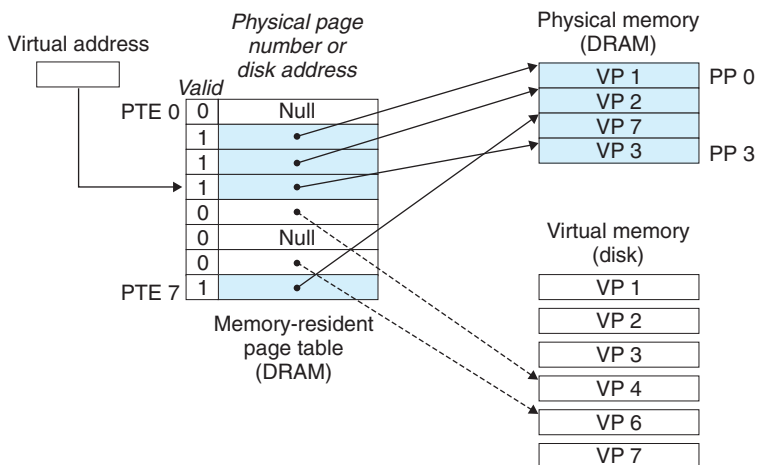 Virtual address
Physical page
number or
disk address
Valid
PTE 0
0
Null
1
1
1
0
0
Null
0
PTE 7
1
Memory-resident
page table
(DRAM)
Physical memory
(DRAM)
VP 1
PP 0
VP 2
VP 7
VP 3
PP 3
Virtual memory
(disk)
VP 1
VP 2
VP 3
VP 4
VP 6
VP 7